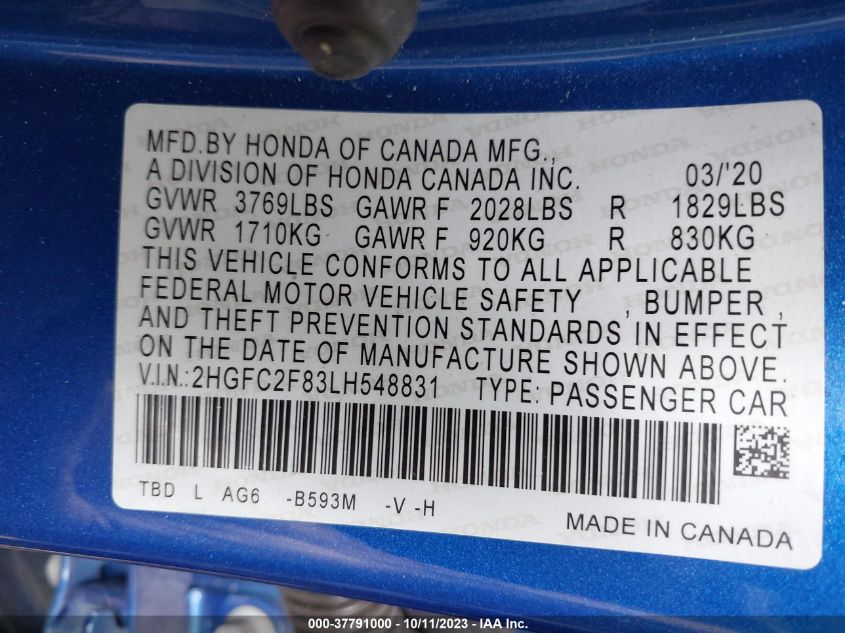 MFD.BY HONDA OF CANADA MFG.,
A DIVISION OF HONDA CANADA INC. 03/'20
GVWR 3769LBS GAWR F 2028LBS R 1829LBS
GVWR 1710KG GAWR F 920KG R 830KG
THIS VEHICLE CONFORMS TO ALL APPLICABLE
FEDERAL MOTOR VEHICLE SAFETY , BUMPER ,
AND THEFT PREVENTION STANDARDS IN EFFECT
ON THE DATE OF MANUFACTURE SHOWN ABOVE.
V.I.N.:2HGFC2F83LH548831 TYPE: PASSENGER CAR
TBD L AG6 -B593M -V -H
MADE IN CANADA
000-37791000 - 10/11/2023 - IAA Inc.